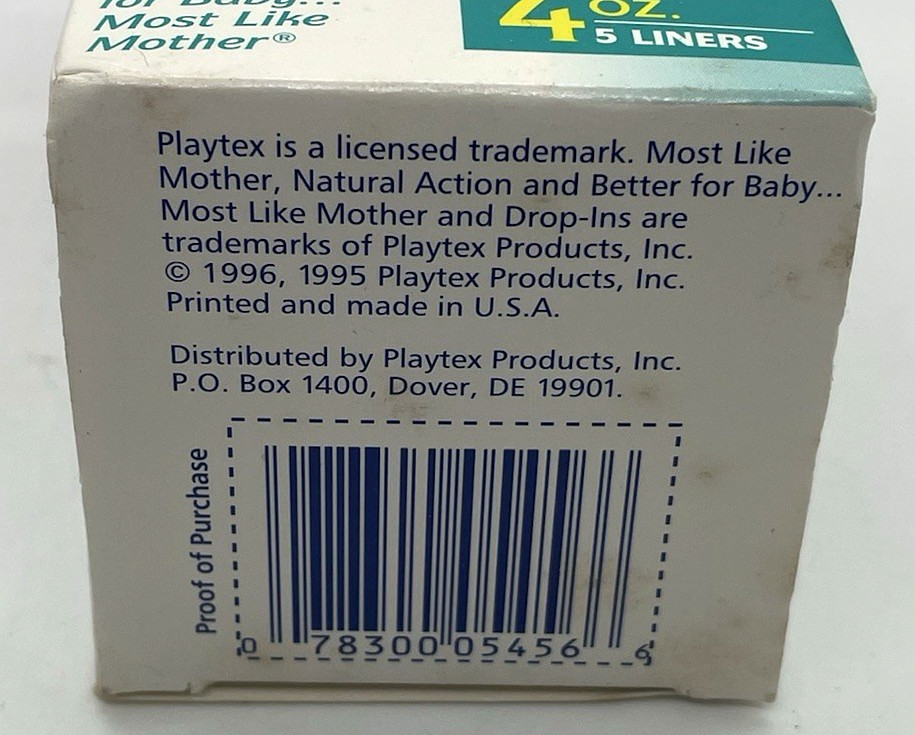 for Baby...
Most Like
Mother®
4 OZ.
5 LINERS
Playtex is a licensed trademark. Most Like
Mother, Natural Action and Better for Baby...
Most Like Mother and Drop-Ins are
trademarks of Playtex Products, Inc.
© 1996, 1995 Playtex Products, Inc.
Printed and made in U.S.A.
Distributed by Playtex Products, Inc.
P.O. Box 1400, Dover, DE 19901.
Proof of Purchase
0 78300 05456 6